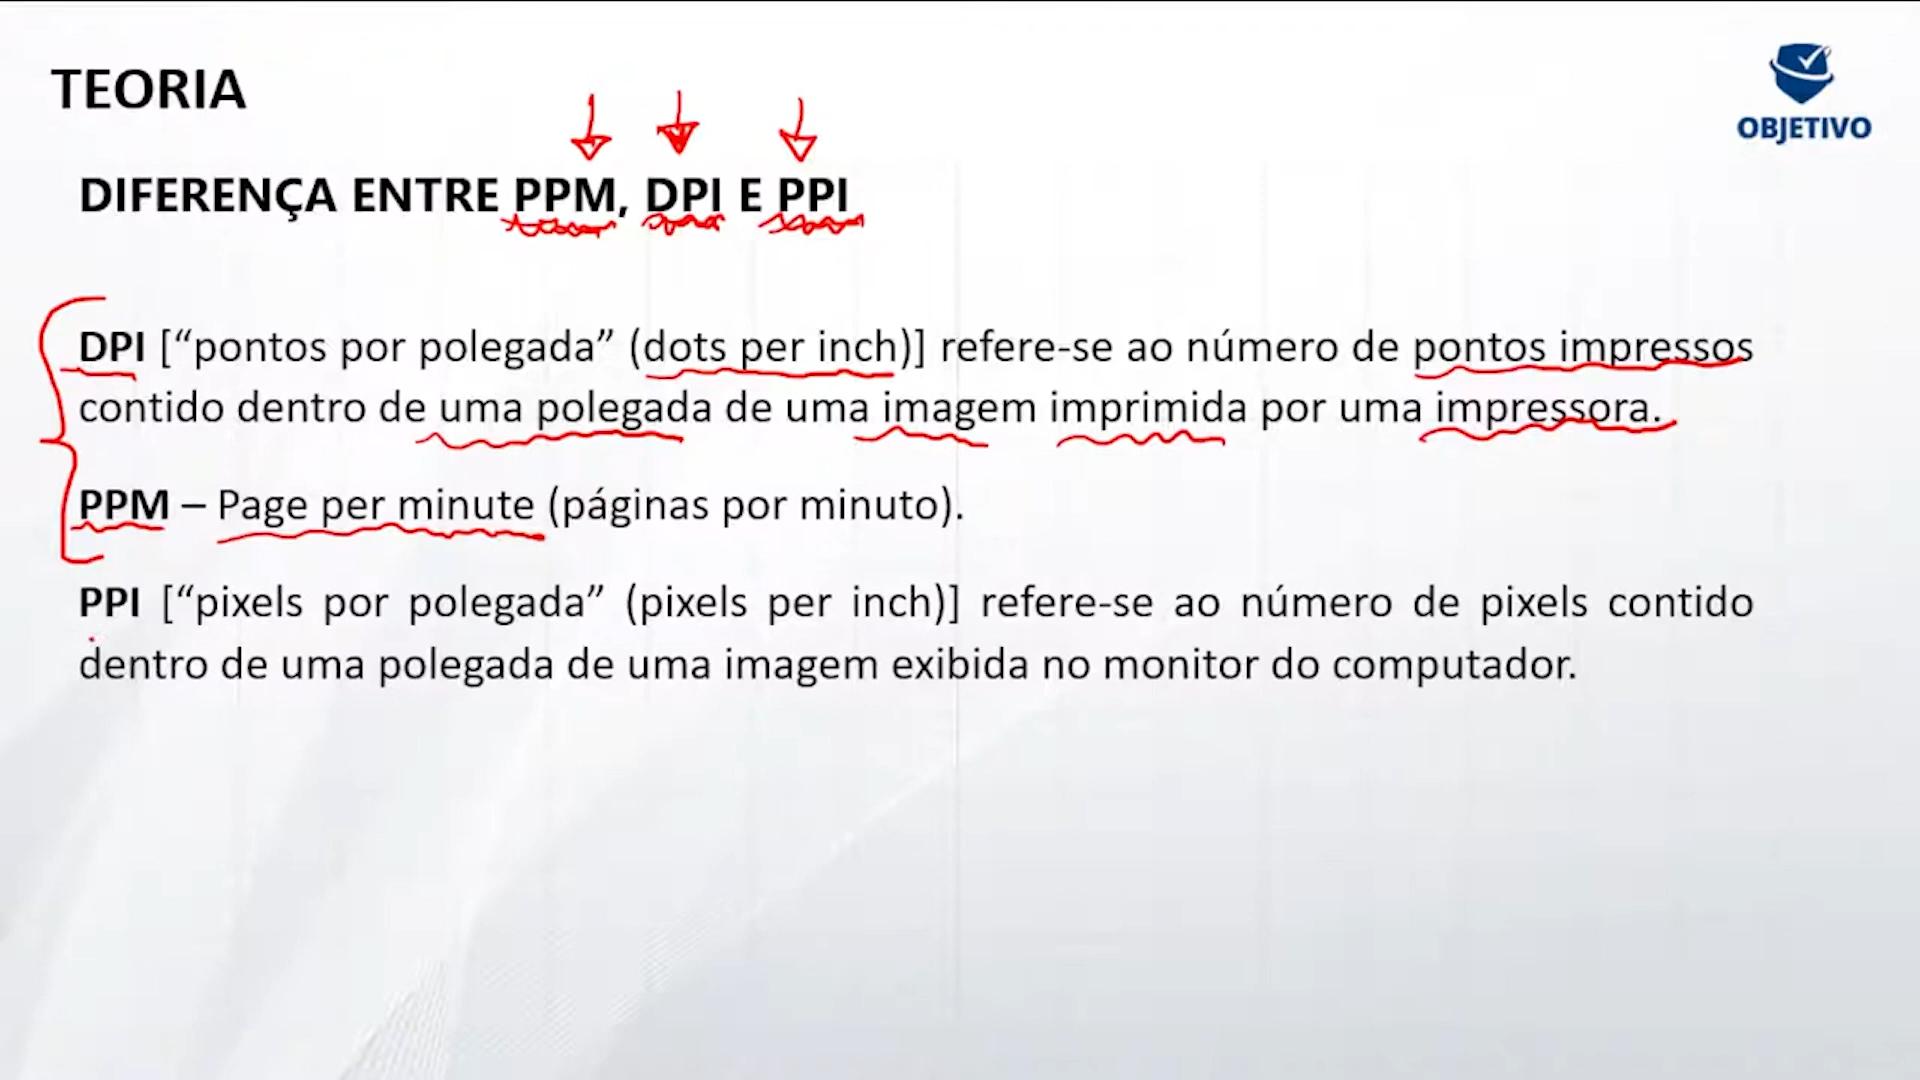 TEORIA
OBJETIVO
DIFERENÇA ENTRE PPM, DPI E PPI
DPI [“pontos por polegada” (dots per inch)] refere-se ao número de pontos impressos
contido dentro de uma polegada de uma imagem imprimida por uma impressora.
PPM – Page per minute (páginas por minuto).
PPI [“pixels por polegada” (pixels per inch)] refere-se ao número de pixels contido
dentro de uma polegada de uma imagem exibida no monitor do computador.